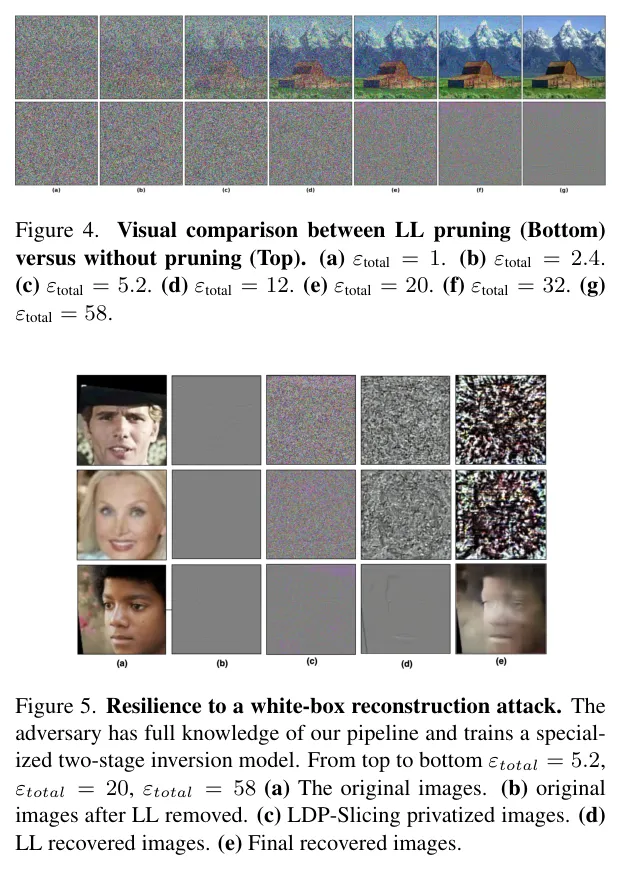 (a) (b) (c) (d) (e) (f) (g)
Figure 4. Visual comparison between LL pruning (Bottom)
versus without pruning (Top). (a) εtotal = 1. (b) εtotal = 2.4.
(c) εtotal = 5.2. (d) εtotal = 12. (e) εtotal = 20. (f) εtotal = 32. (g)
εtotal = 58.
(a) (b) (c) (d) (e)
Figure 5. Resilience to a white-box reconstruction attack. The
adversary has full knowledge of our pipeline and trains a special-
ized two-stage inversion model. From top to bottom εtotal = 5.2,
εtotal = 20, εtotal = 58 (a) The original images. (b) original
images after LL removed. (c) LDP-Slicing privatized images. (d)
LL recovered images. (e) Final recovered images.